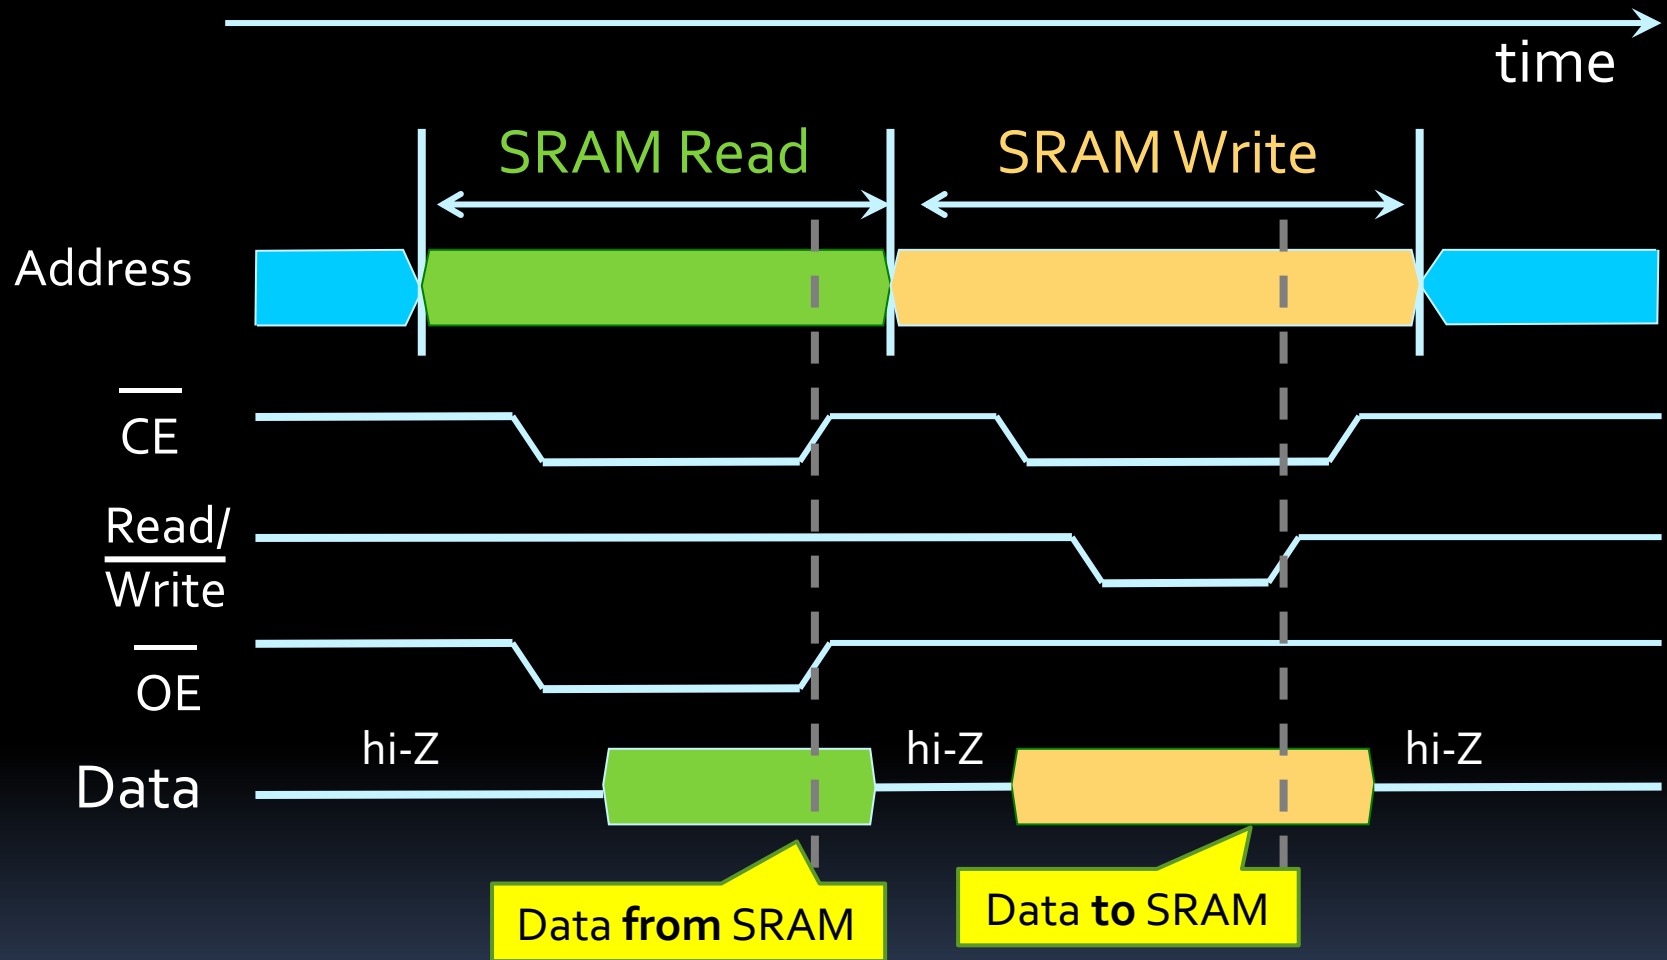 time
SRAM Read
SRAM Write
Address
CE
Read/
Write
OE
hi-Z
hi-Z
hi-Z
Data
Data from SRAM
Data to SRAM